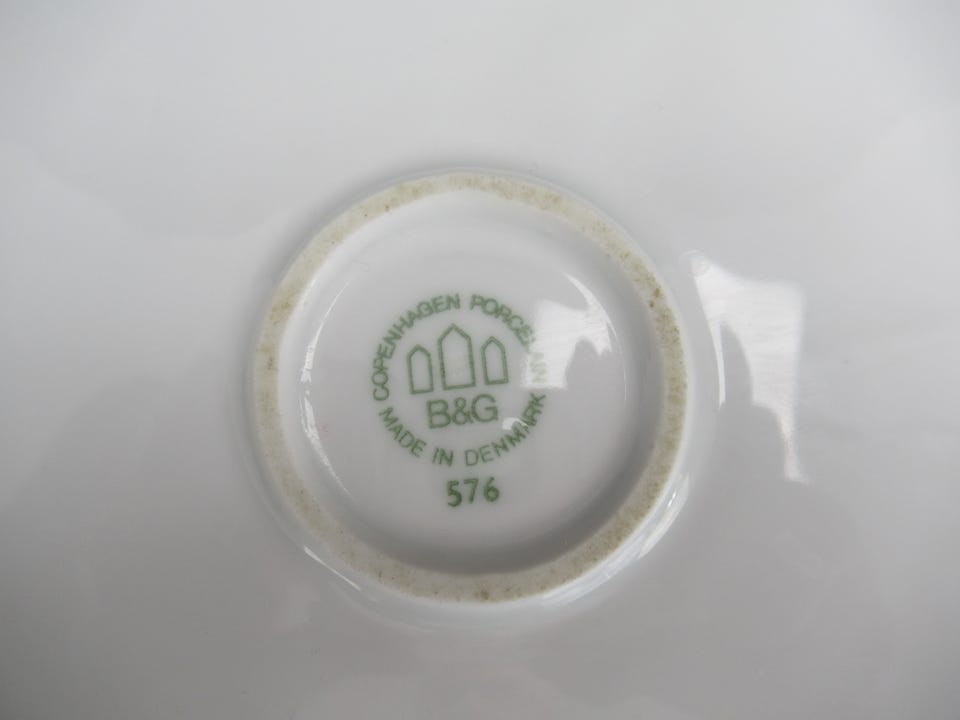 COPENHAGEN PORCELAIN
B&G
MADE IN DENMARK
576